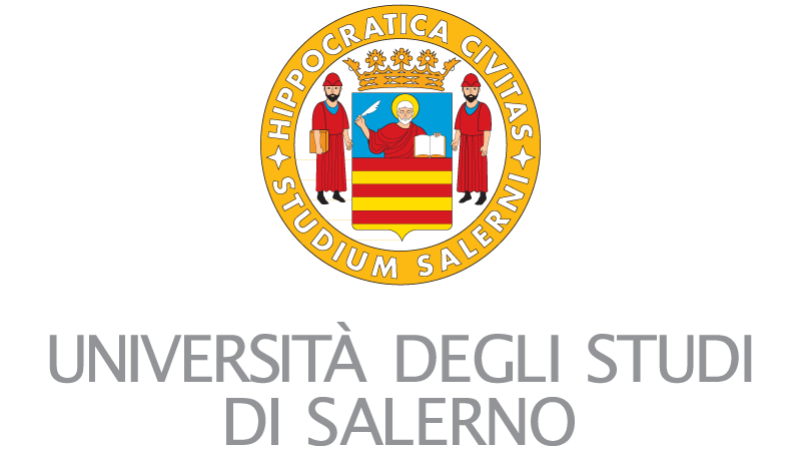 HIPPOCRATICA CIVITAS
STUDIUM SALERNI
UNIVERSITÀ DEGLI STUDI
DI SALERNO